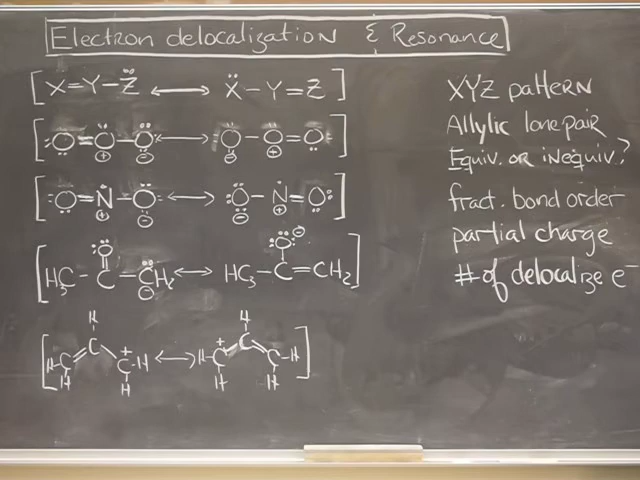 Electron delocalization & Resonance
[X=Y–Z̈ ⟷ Ẍ–Y=Z]
XYZ pattern
[:O=O–O: ⟷ :O–O=O:]
⊕ ⊖ ⊖ ⊕
Allylic lone pair
Equiv. or inequiv?
[:O=N–O: ⟷ :O–N=O:]
⊕ ⊖ ⊖ ⊕
fract. bond order
:O: :O: ⊖
partial charge
[H3C–C–CH2 ⟷ H3C–C=CH2]
⊖
# of delocalize e⁻
H H
[H–C=C–C–H ⟷ H–C–C=C–H]
+ +
H H H H